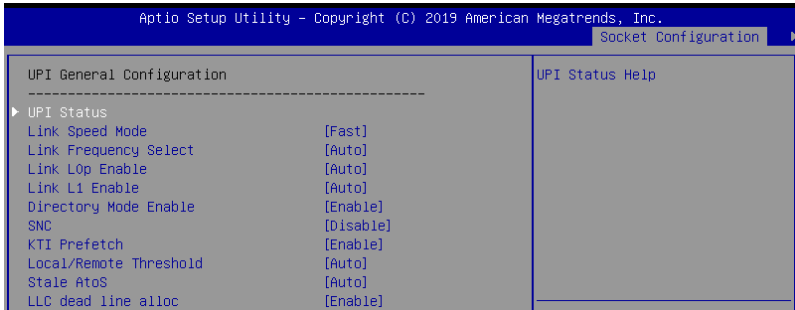 Aptio Setup Utility – Copyright (C) 2019 American Megatrends, Inc.
Socket Configuration
UPI General Configuration
UPI Status Help
--------------------------------------------------
UPI Status
Link Speed Mode [Fast]
Link Frequency Select [Auto]
Link L0p Enable [Auto]
Link L1 Enable [Auto]
Directory Mode Enable [Enable]
SNC [Disable]
KTI Prefetch [Enable]
Local/Remote Threshold [Auto]
Stale AtoS [Auto]
LLC dead line alloc [Enable]